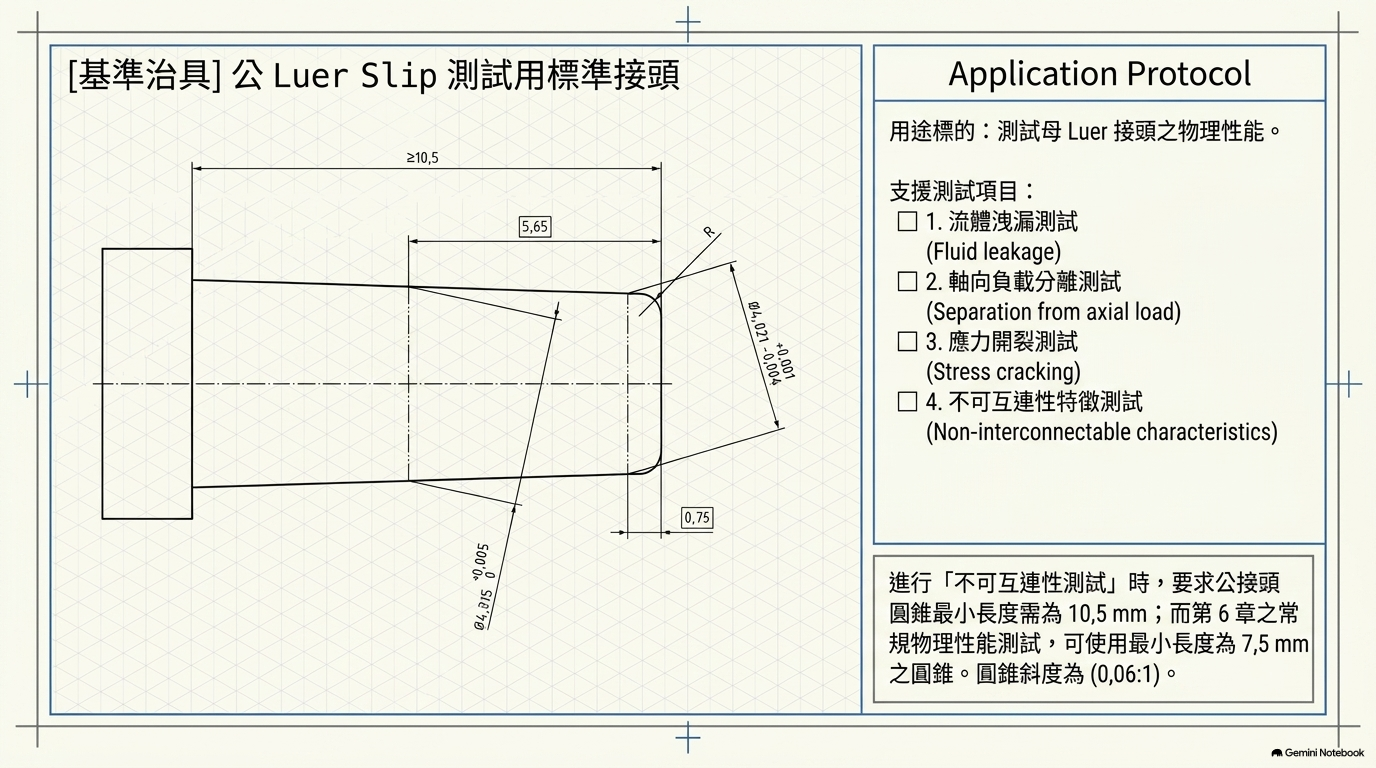 [基準治具] 公 Luer Slip 測試用標準接頭
≥10,5
5,65
R
Ø4,021 +0.001
-0,004
0,75
+0,005
0
Application Protocol
用途標的：測試母 Luer 接頭之物理性能。
支援測試項目：
□ 1. 流體洩漏測試
(Fluid leakage)
□ 2. 軸向負載分離測試
(Separation from axial load)
□ 3. 應力開裂測試
(Stress cracking)
□ 4. 不可互連性特徵測試
(Non-interconnectable characteristics)
進行「不可互連性測試」時，要求公接頭
圓錐最小長度需為 10,5 mm；而第 6 章之常
規物理性能測試，可使用最小長度為 7,5 mm
之圓錐。圓錐斜度為 (0,06:1)。
Gemini Notebook